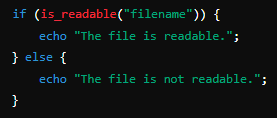 if (is_readable("filename")) {
    echo "The file is readable.";
} else {
    echo "The file is not readable.";
}